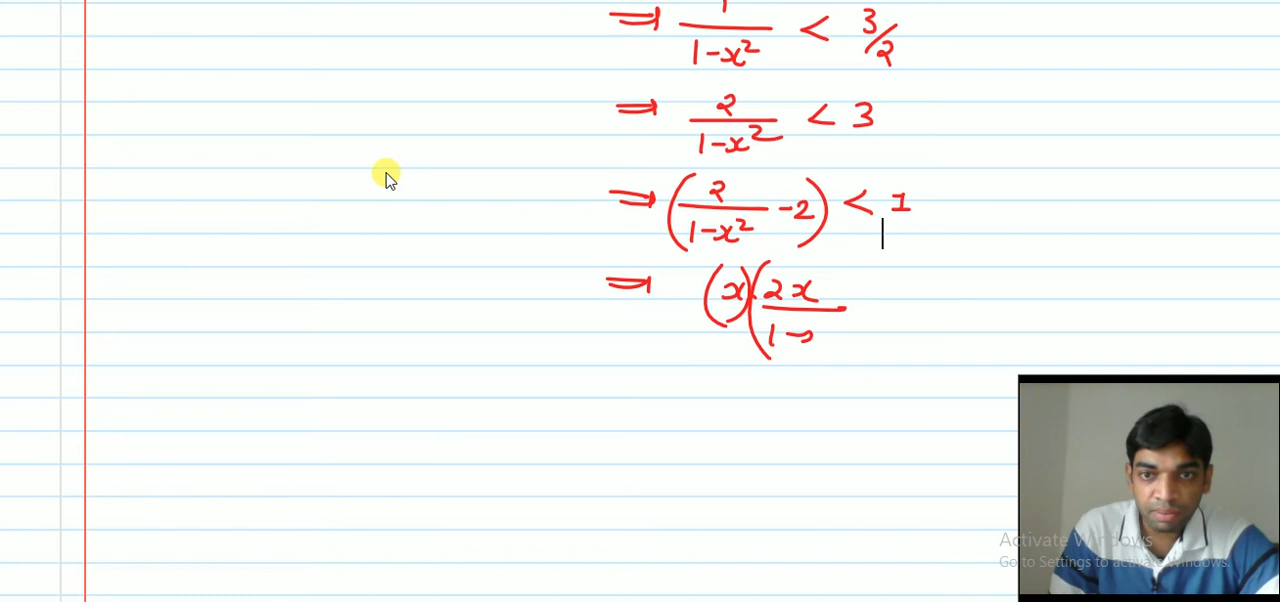 ⇒ 1/(1-x²) < 3/2
⇒ 2/(1-x²) < 3
⇒ (2/(1-x²) -2) < 1
⇒ (x)(2x/1-
Activate Windows
Go to Settings to activate Windows.